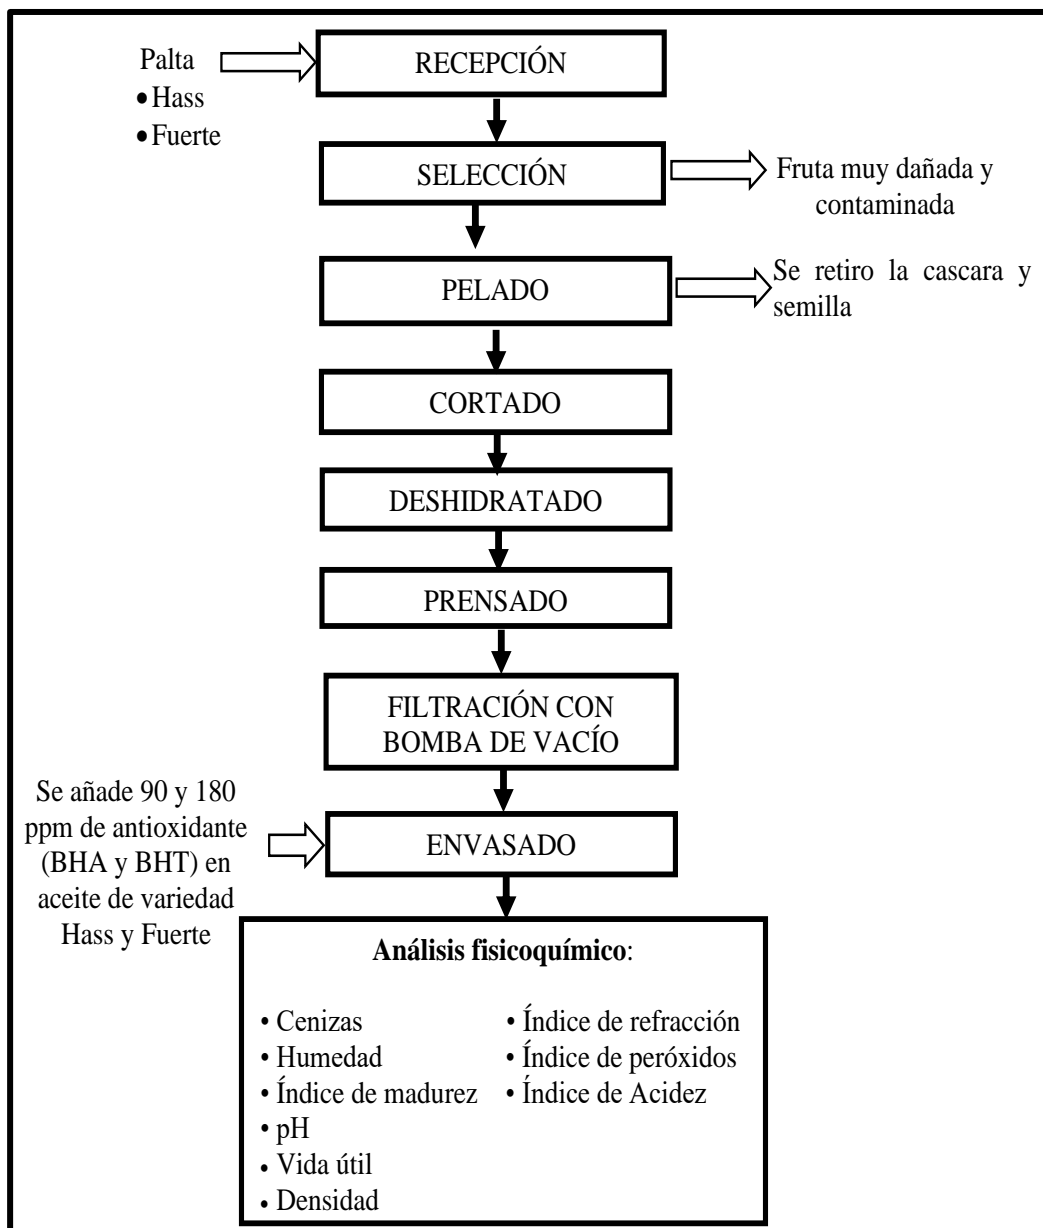 Palta
• Hass
• Fuerte
RECEPCIÓN
SELECCIÓN
Fruta muy dañada y
contaminada
PELADO
Se retiro la cascara y
semilla
CORTADO
DESHIDRATADO
PRENSADO
FILTRACIÓN CON
BOMBA DE VACÍO
Se añade 90 y 180
ppm de antioxidante
(BHA y BHT) en
aceite de variedad
Hass y Fuerte
ENVASADO
Análisis fisicoquímico:
• Cenizas
• Humedad
• Índice de madurez
• pH
• Vida útil
• Densidad
• Índice de refracción
• Índice de peróxidos
• Índice de Acidez